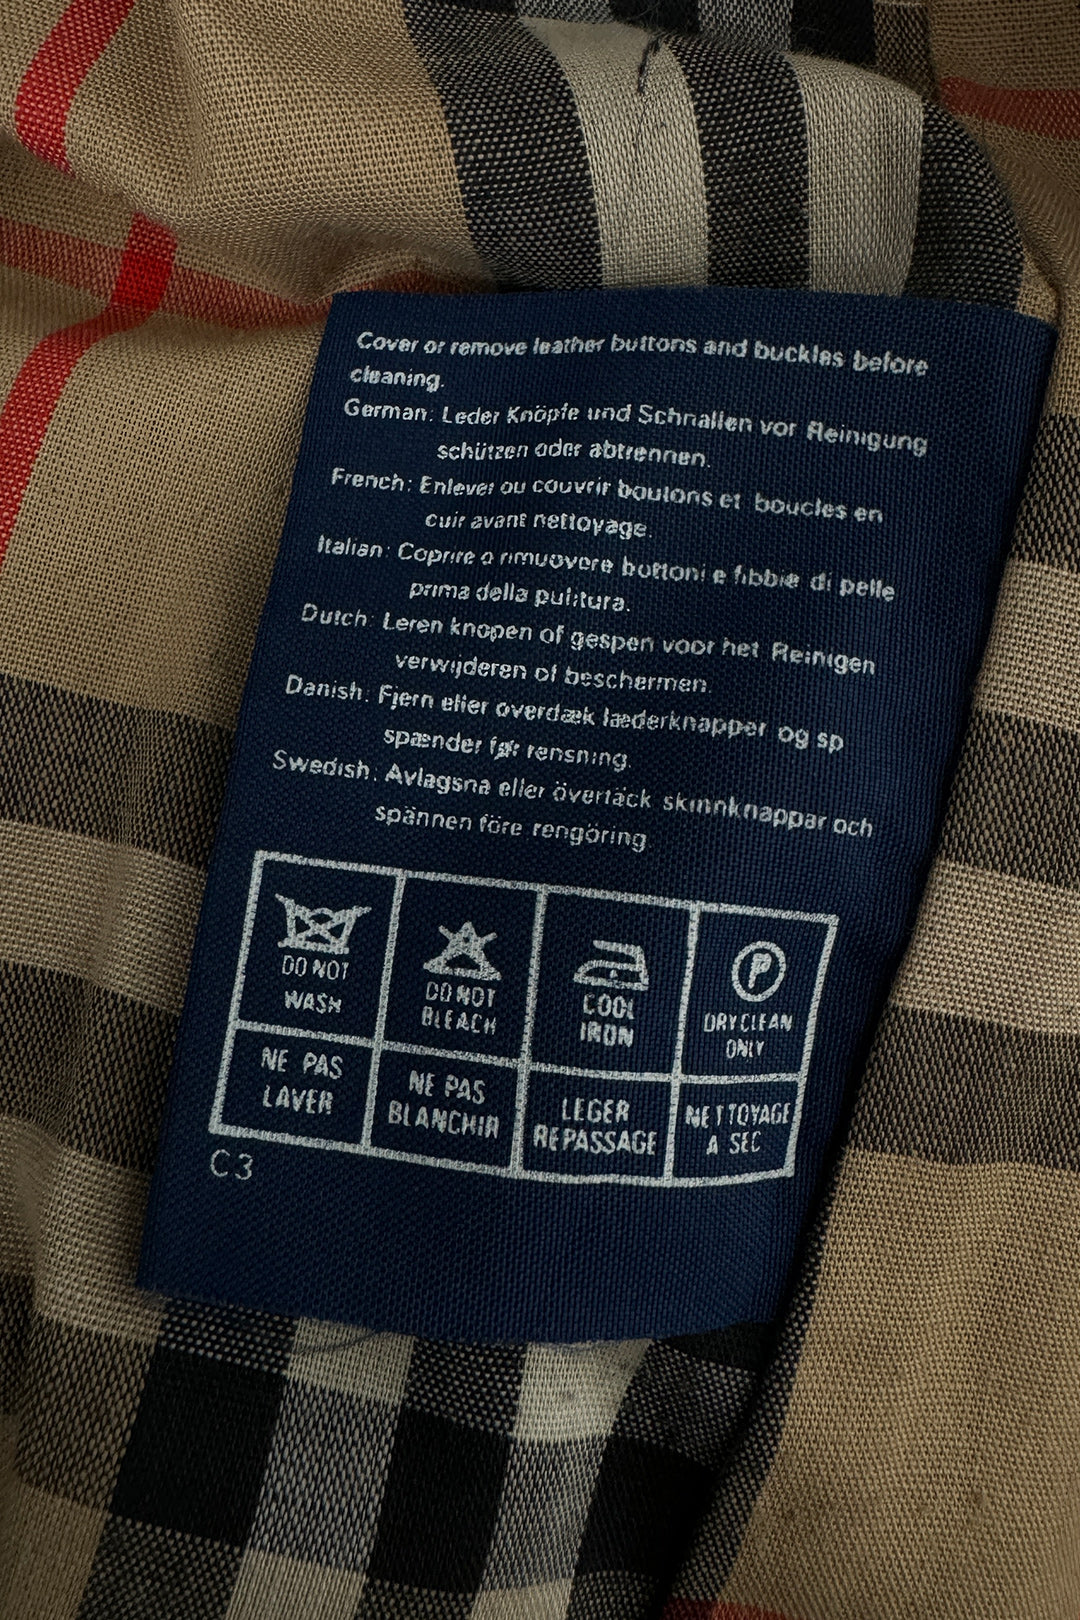 Cover or remove leather buttons and buckles before
cleaning.
German: Leder Knöpfe und Schnallen vor Reinigung
schützen oder abtrennen.
French: Enlever ou couvrir boutons et boucles en
cuir avant nettoyage.
Italian: Coprire o rimuovere bottoni e fibbie di pelle
prima della pulitura.
Dutch: Leren knopen of gespen voor het Reinigen
verwijderen of beschermen.
Danish: Fjern eller overdæk læderknapper og sp
spænder før rensning.
Swedish: Avlagsna eller övertäck skinnknappar och
spännen före rengöring.
DO NOT
WASH
DO NOT
BLEACH
COOL
IRON
P
DRY CLEAN
ONLY
NE PAS
LAVER
NE PAS
BLANCHIR
LEGER
REPASSAGE
NETTOYAGE
A SEC
C3